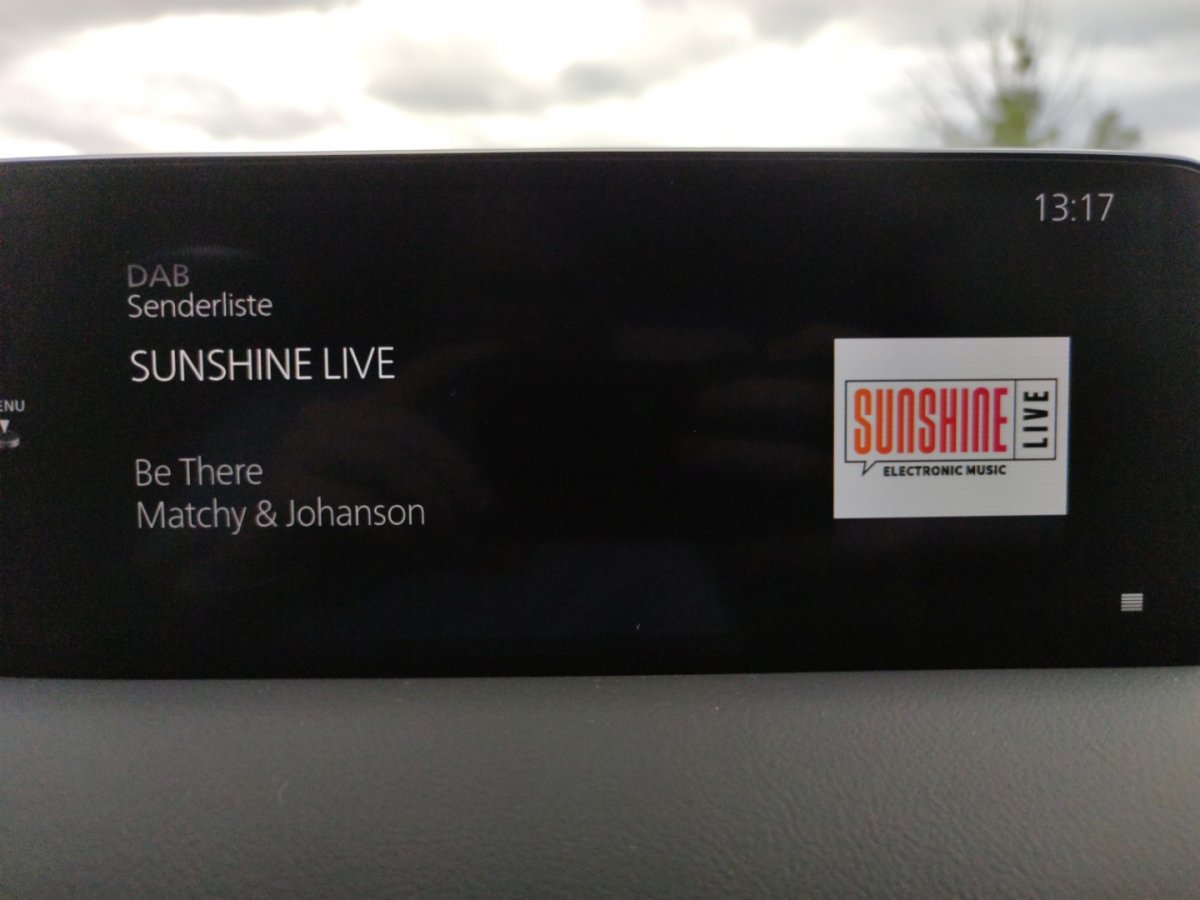 13:17
DAB
Senderliste
SUNSHINE LIVE
Be There
Matchy & Johanson
SUNSHINE
LIVE
ELECTRONIC MUSIC